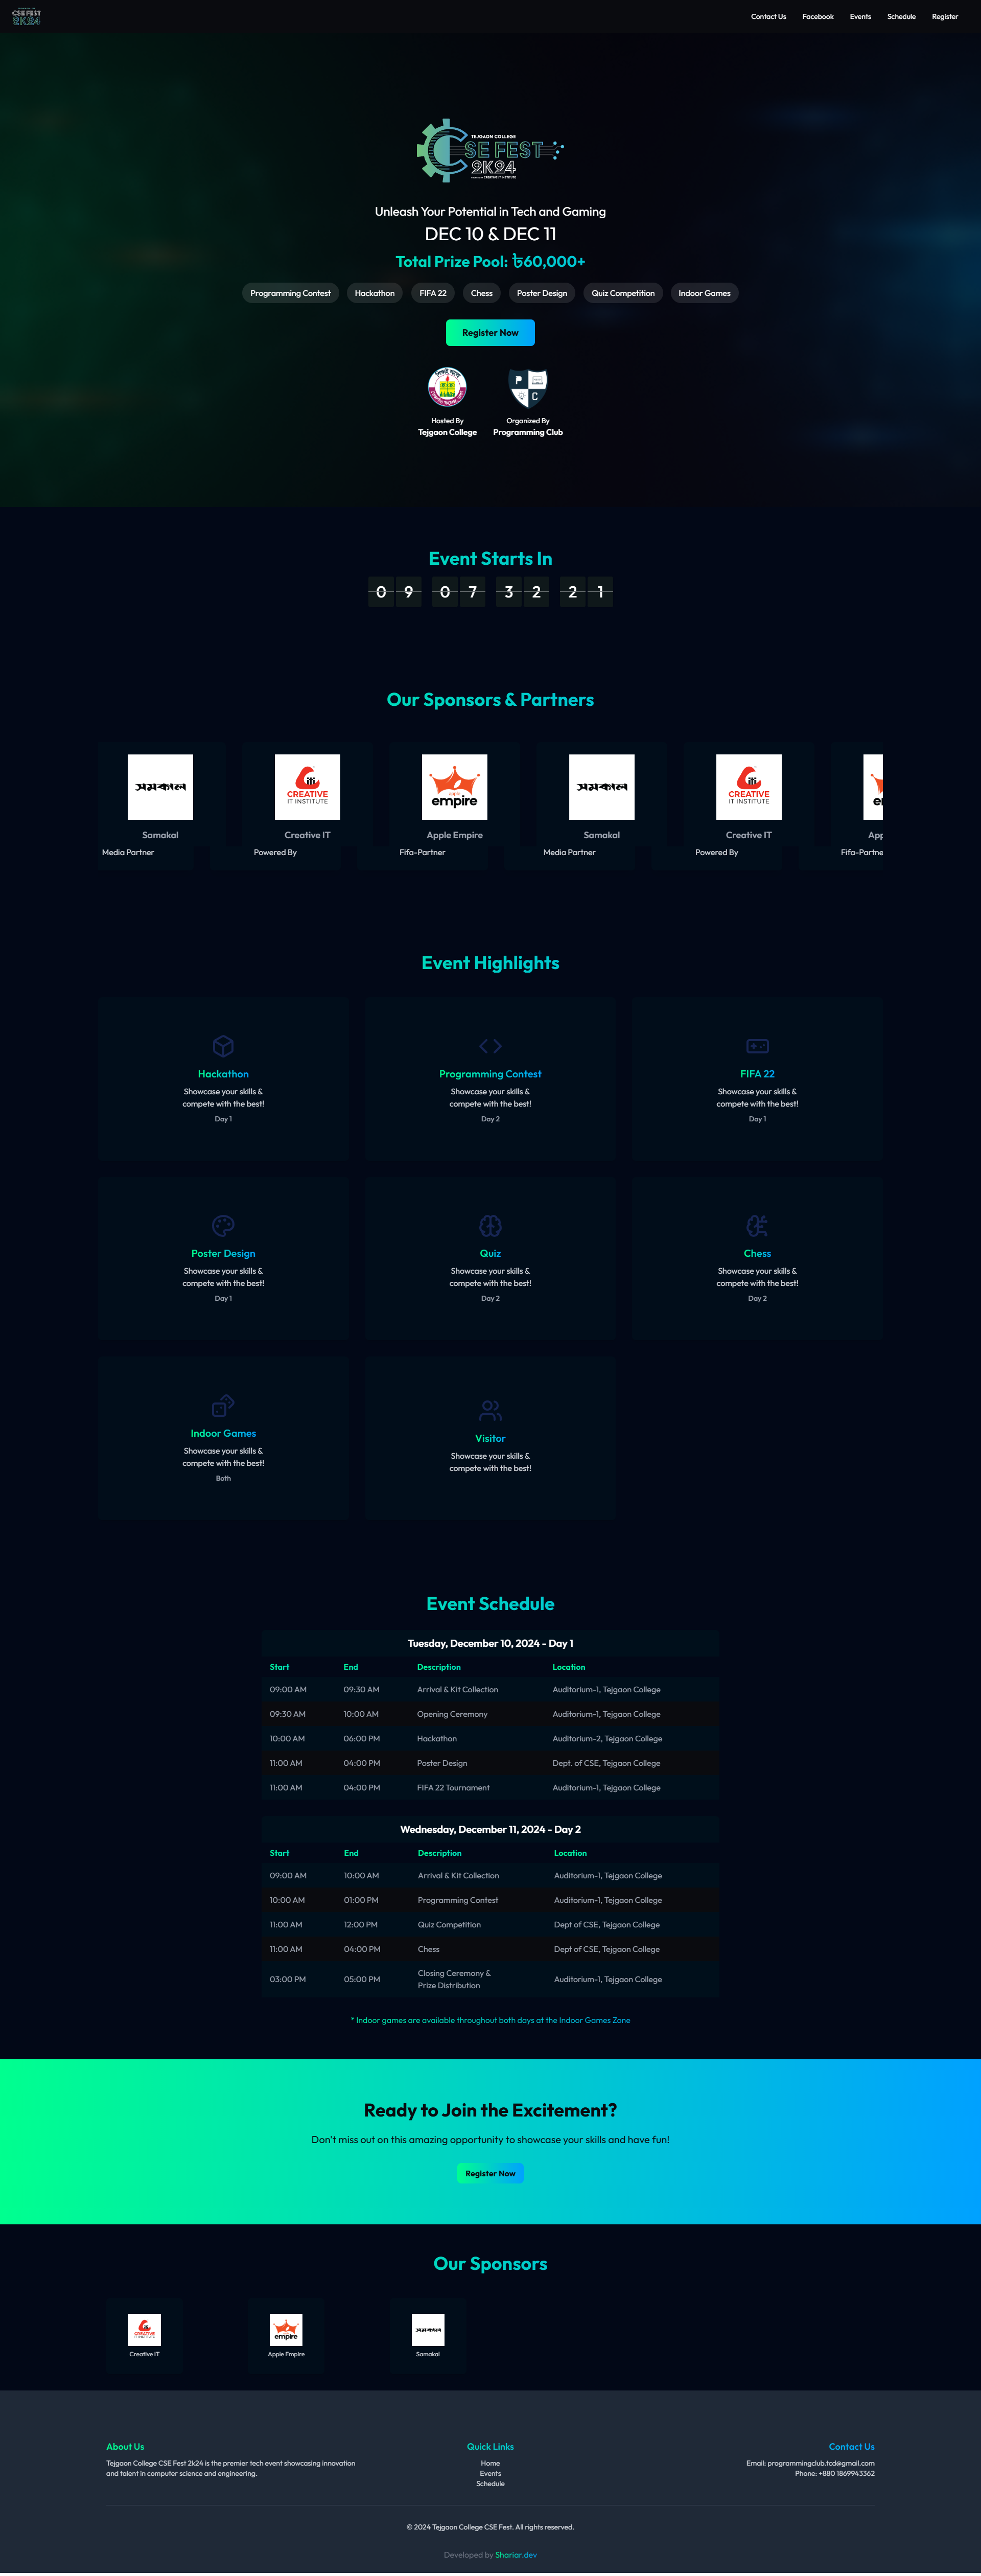 CSE FEST
2K24
Contact Us
Facebook
Events
Schedule
Register
TEJGAON COLLEGE
CSE FEST
2K24
POWERED BY CREATIVE IT INSTITUTE
Unleash Your Potential in Tech and Gaming
DEC 10 & DEC 11
Total Prize Pool: ৳60,000+
Programming Contest
Hackathon
FIFA 22
Chess
Poster Design
Quiz Competition
Indoor Games
Register Now
Hosted By
Tejgaon College
Organized By
Programming Club
Event Starts In
09 07 32 21
Our Sponsors & Partners
সমকাল
Samakal
Media Partner
CREATIVE
IT INSTITUTE
Creative IT
Powered By
apple
empire
Apple Empire
Fifa-Partner
সমকাল
Samakal
Media Partner
CREATIVE
IT INSTITUTE
Creative IT
Powered By
App
Fifa-Partne
Event Highlights
Hackathon
Showcase your skills &
compete with the best!
Day 1
Programming Contest
Showcase your skills &
compete with the best!
Day 2
FIFA 22
Showcase your skills &
compete with the best!
Day 1
Poster Design
Showcase your skills &
compete with the best!
Day 1
Quiz
Showcase your skills &
compete with the best!
Day 2
Chess
Showcase your skills &
compete with the best!
Day 2
Indoor Games
Showcase your skills &
compete with the best!
Both
Visitor
Showcase your skills &
compete with the best!
Event Schedule
Tuesday, December 10, 2024 - Day 1
Start End Description Location
09:00 AM 09:30 AM Arrival & Kit Collection Auditorium-1, Tejgaon College
09:30 AM 10:00 AM Opening Ceremony Auditorium-1, Tejgaon College
10:00 AM 06:00 PM Hackathon Auditorium-2, Tejgaon College
11:00 AM 04:00 PM Poster Design Dept. of CSE, Tejgaon College
11:00 AM 04:00 PM FIFA 22 Tournament Auditorium-1, Tejgaon College
Wednesday, December 11, 2024 - Day 2
Start End Description Location
09:00 AM 10:00 AM Arrival & Kit Collection Auditorium-1, Tejgaon College
10:00 AM 01:00 PM Programming Contest Auditorium-1, Tejgaon College
11:00 AM 12:00 PM Quiz Competition Dept of CSE, Tejgaon College
11:00 AM 04:00 PM Chess Dept of CSE, Tejgaon College
03:00 PM 05:00 PM Closing Ceremony &
Prize Distribution Auditorium-1, Tejgaon College
* Indoor games are available throughout both days at the Indoor Games Zone
Ready to Join the Excitement?
Don't miss out on this amazing opportunity to showcase your skills and have fun!
Register Now
Our Sponsors
CREATIVE
Creative IT
empire
Apple Empire
সমকাল
Samakal
About Us
Tejgaon College CSE Fest 2k24 is the premier tech event showcasing innovation
and talent in computer science and engineering.
Quick Links
Home
Events
Schedule
Contact Us
Email: programmingclub.tcd@gmail.com
Phone: +880 1869943362
© 2024 Tejgaon College CSE Fest. All rights reserved.
Developed by Shariar.dev